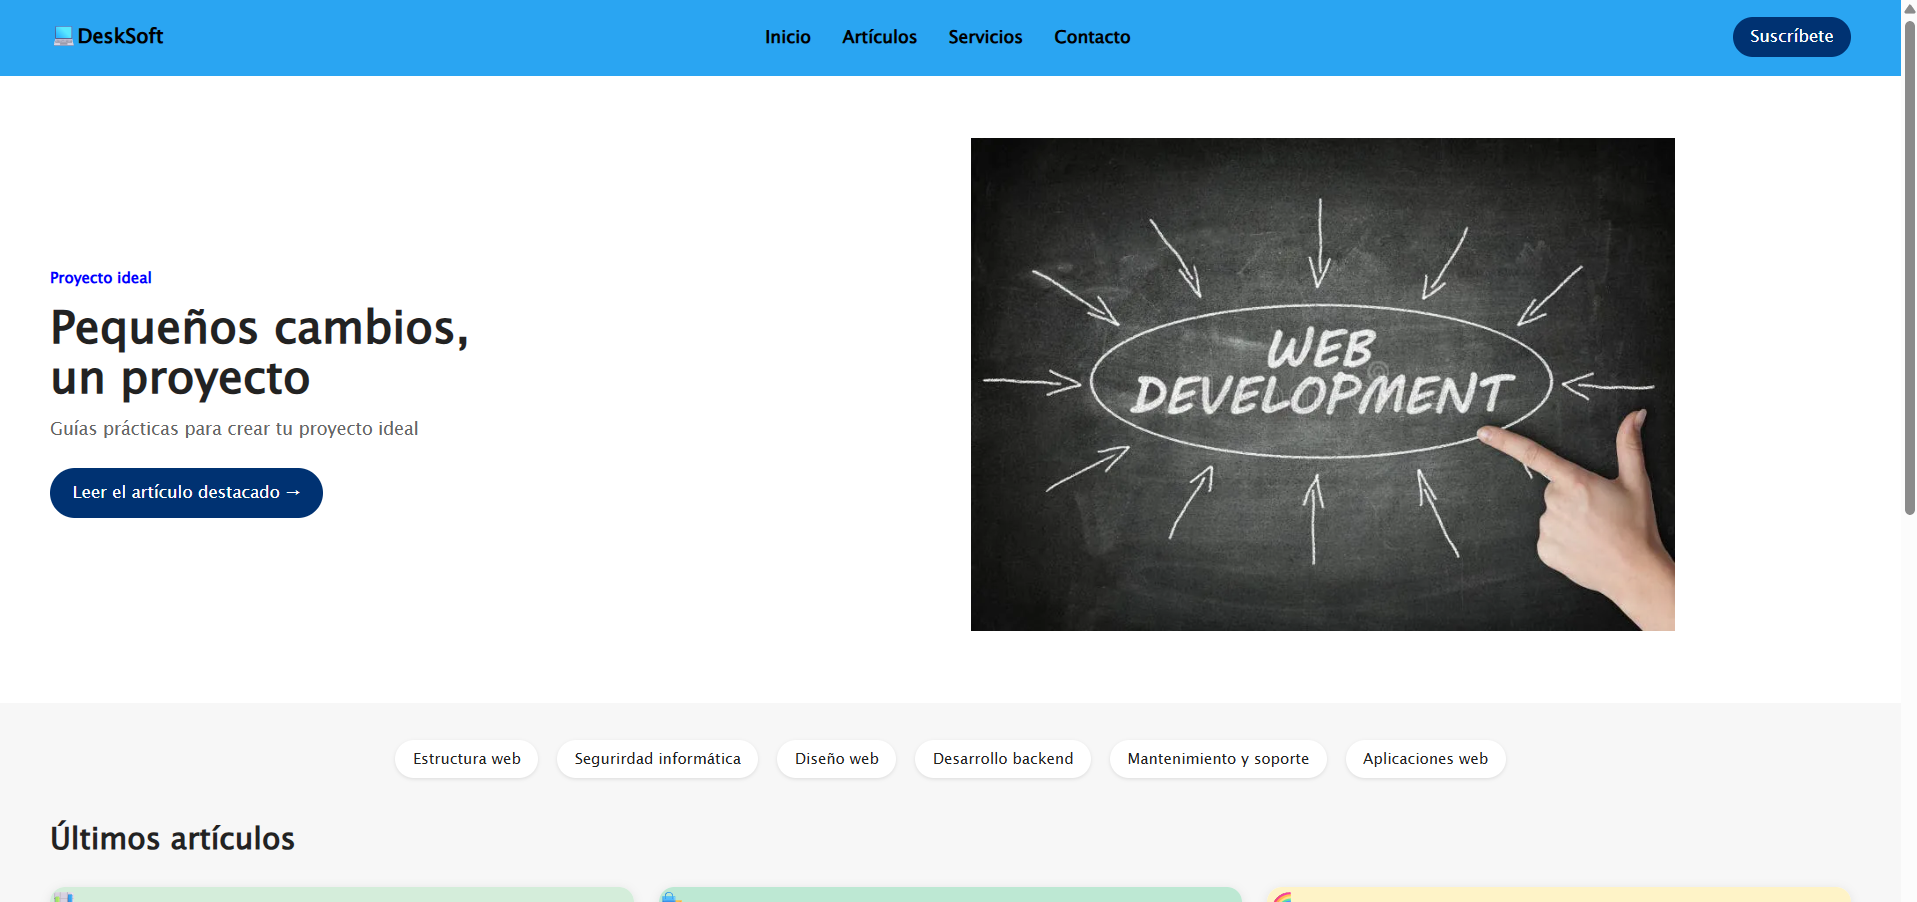 DeskSoft
Inicio
Artículos
Servicios
Contacto
Suscríbete
Proyecto ideal
Pequeños cambios,
un proyecto
Guías prácticas para crear tu proyecto ideal
Leer el artículo destacado →
WEB
DEVELOPMENT
Estructura web
Segurirdad informática
Diseño web
Desarrollo backend
Mantenimiento y soporte
Aplicaciones web
Últimos artículos